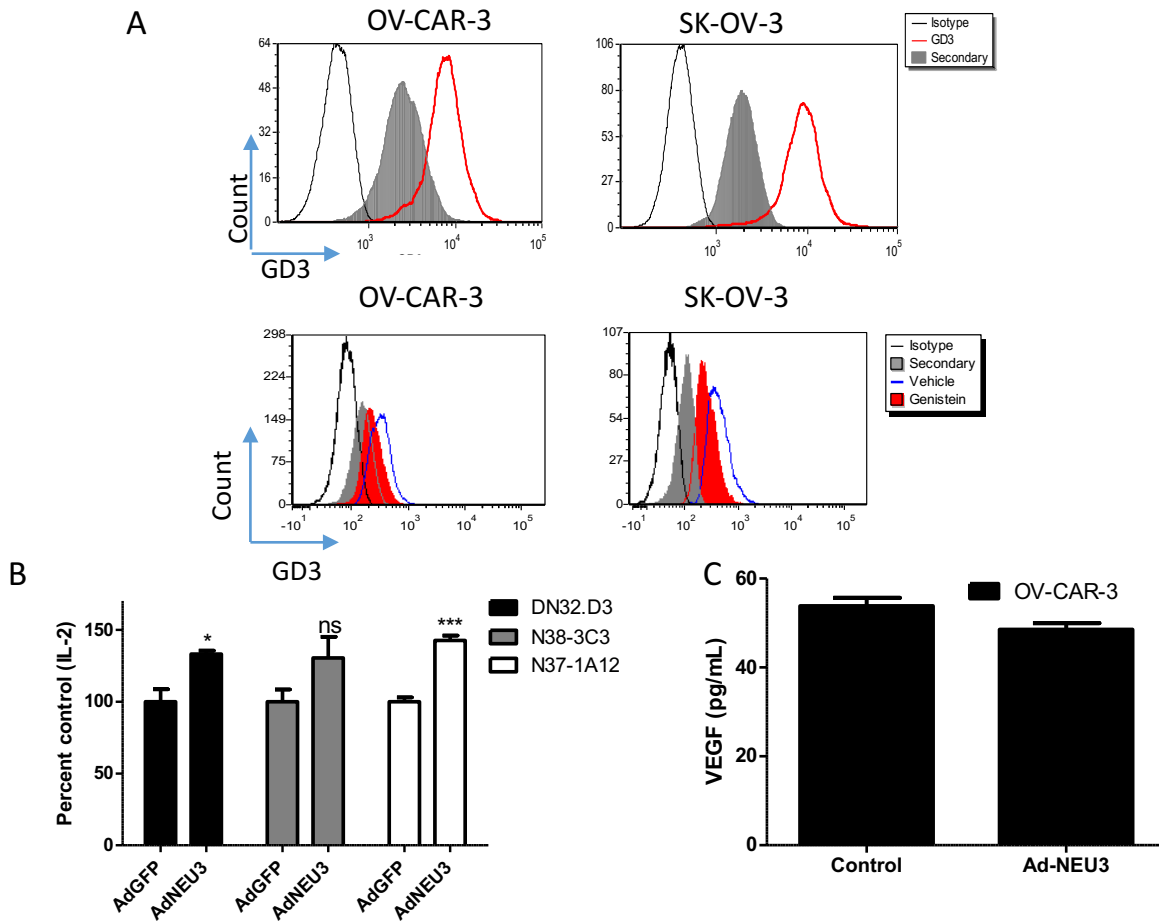 A
OV-CAR-3
SK-OV-3
Isotype
GD3
Secondary
64
48
32
16
0
10³
10⁴
10⁵
Count
GD3
106
80
53
27
0
10³
10⁴
10⁵
OV-CAR-3
SK-OV-3
Isotype
Secondary
Vehicle
Genistein
298
224
149
75
0
-10¹
10²
10³
10⁴
10⁵
Count
GD3
107
80
54
27
0
-10¹
10²
10³
10⁴
10⁵
B
Percent control (IL-2)
150
100
50
0
*
ns
***
AdGFP
AdNEU3
AdGFP
AdNEU3
AdGFP
AdNEU3
DN32.D3
N38-3C3
N37-1A12
C
VEGF (pg/mL)
60
40
20
0
OV-CAR-3
Control
Ad-NEU3